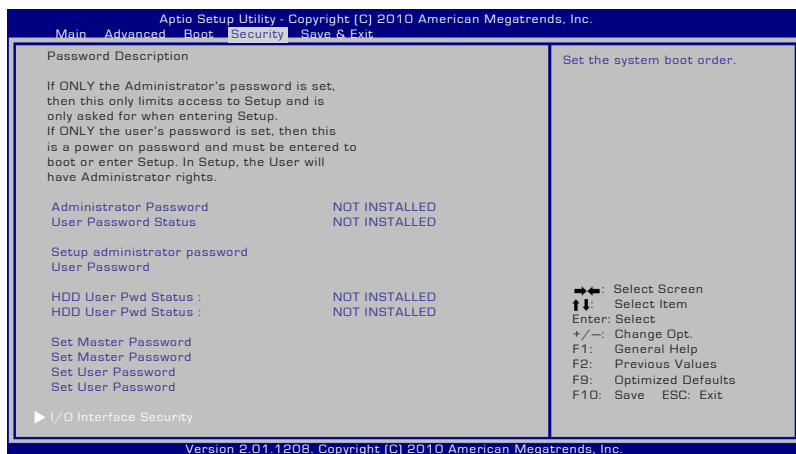 Aptio Setup Utility - Copyright (C) 2010 American Megatrends, Inc.
Main Advanced Boot Security Save & Exit
Password Description
If ONLY the Administrator's password is set,
then this only limits access to Setup and is
only asked for when entering Setup.
If ONLY the user's password is set, then this
is a power on password and must be entered to
boot or enter Setup. In Setup, the User will
have Administrator rights.
Administrator Password NOT INSTALLED
User Password Status NOT INSTALLED
Setup administrator password
User Password
HDD User Pwd Status : NOT INSTALLED
HDD User Pwd Status : NOT INSTALLED
Set Master Password
Set Master Password
Set User Password
Set User Password
I/O Interface Security
Set the system boot order.
→←: Select Screen
↑↓: Select Item
Enter: Select
+/—: Change Opt.
F1: General Help
F2: Previous Values
F9: Optimized Defaults
F10: Save ESC: Exit
Version 2.01.1208. Copyright (C) 2010 American Megatrends, Inc.